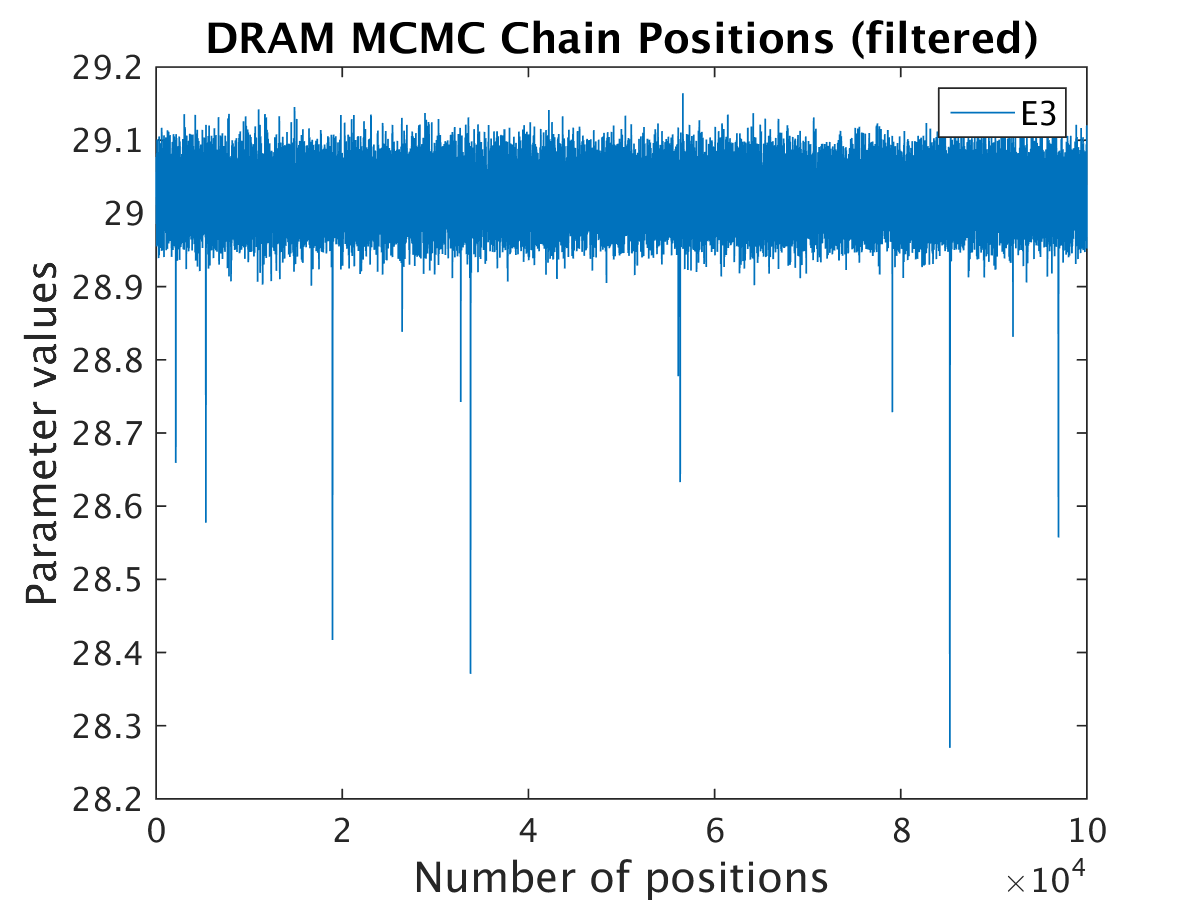 DRAM MCMC Chain Positions (filtered)
29.2
29.1
29
28.9
28.8
28.7
28.6
28.5
28.4
28.3
28.2
Parameter values
E3
0 2 4 6 8 10
Number of positions
×10⁴